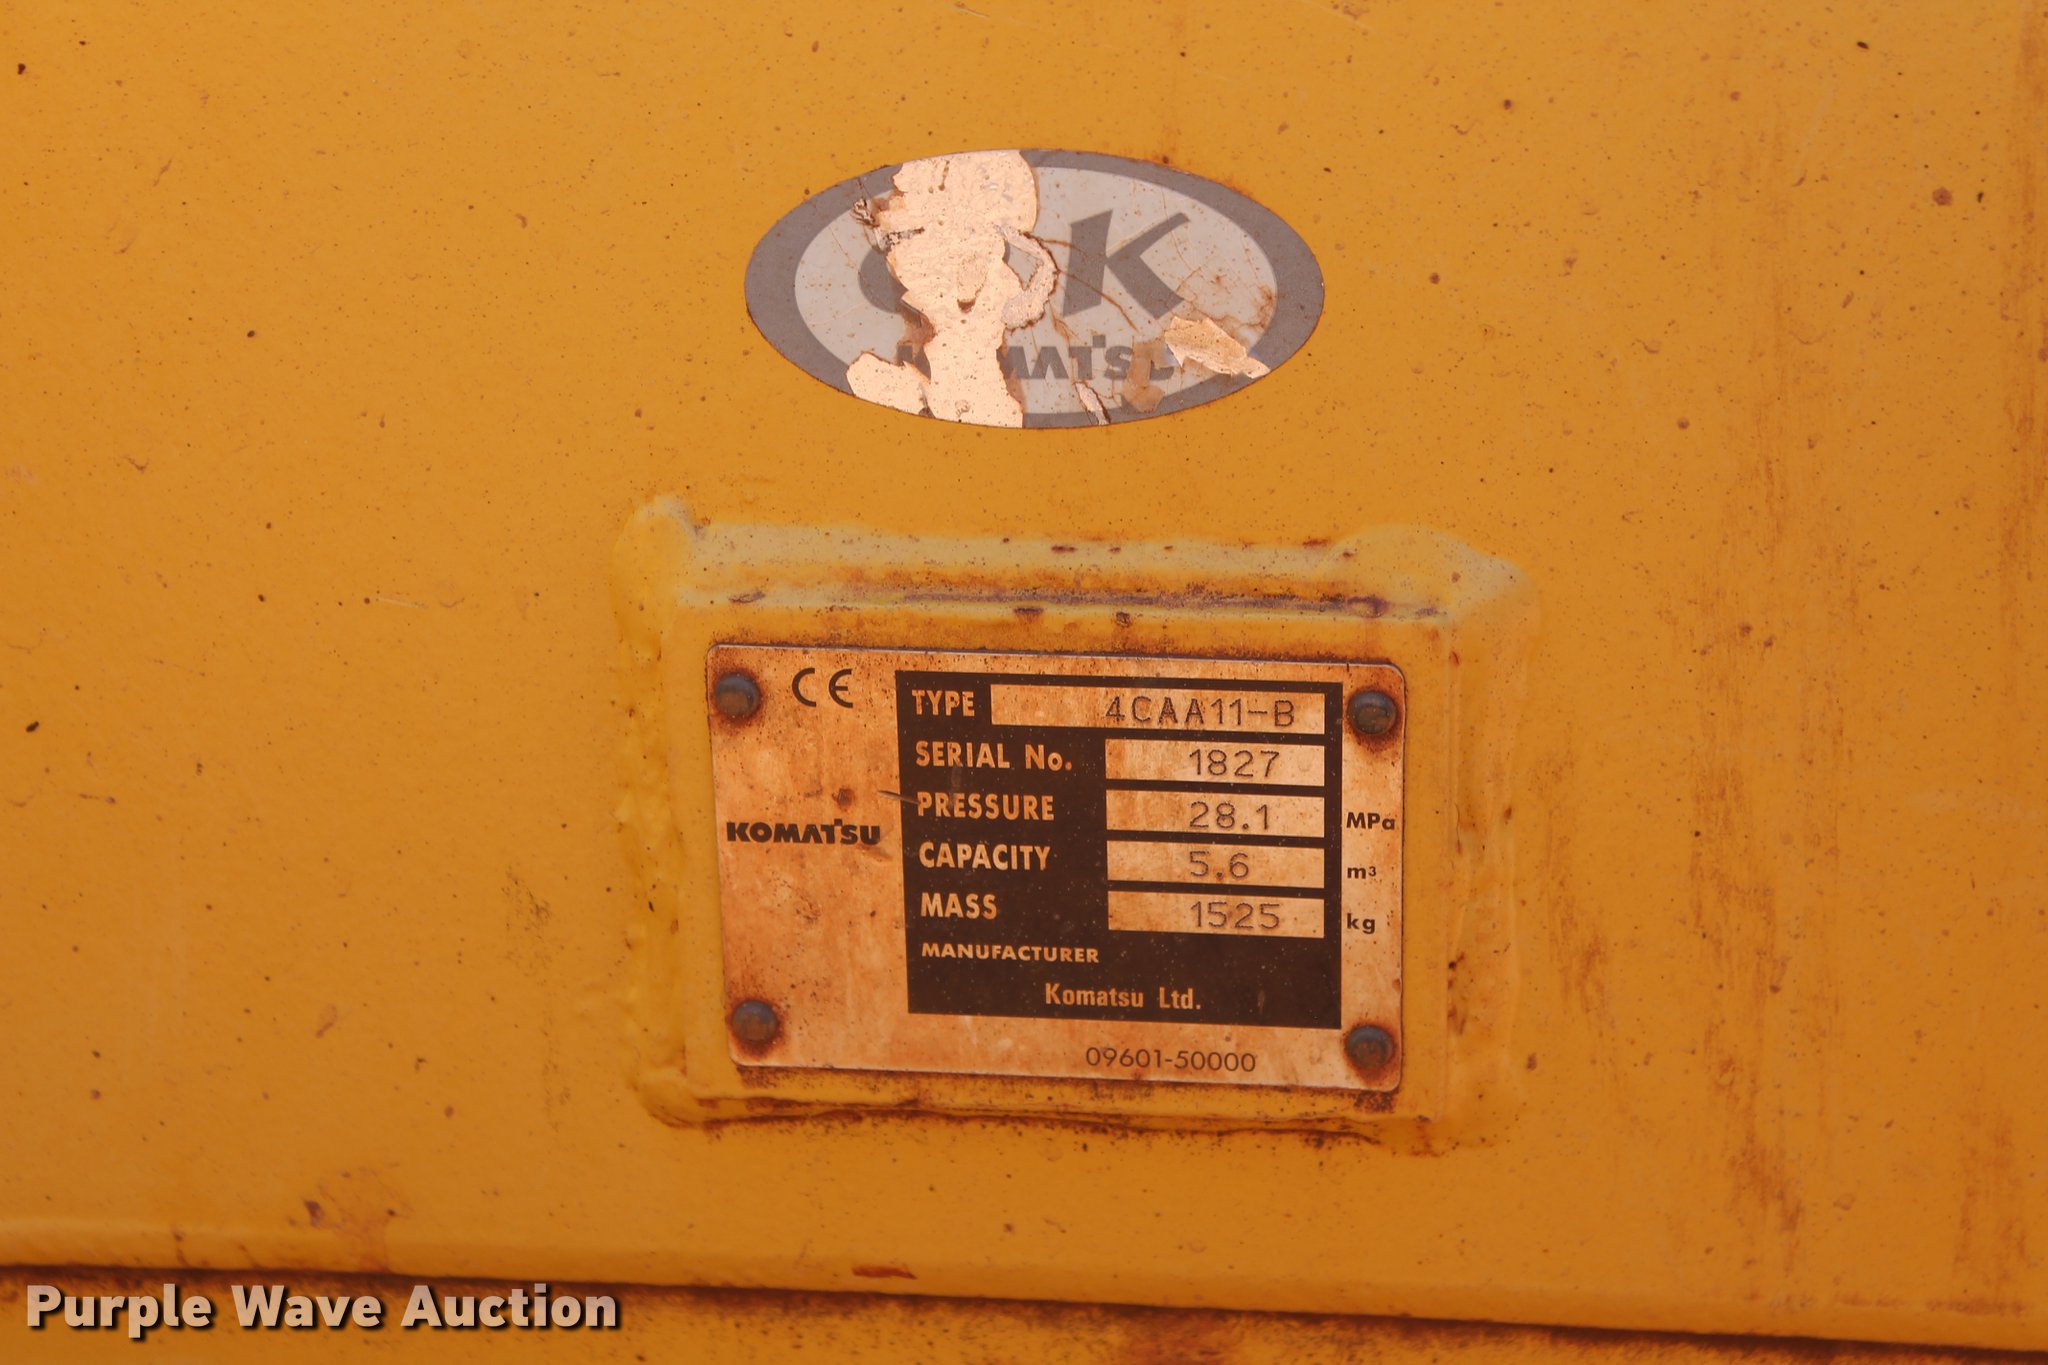 K
CE
TYPE 4CAA11-B
SERIAL No. 1827
PRESSURE 28.1 MPa
KOMATSU
CAPACITY 5.6 m³
MASS 1525 kg
MANUFACTURER
Komatsu Ltd.
09601-50000
Purple Wave Auction